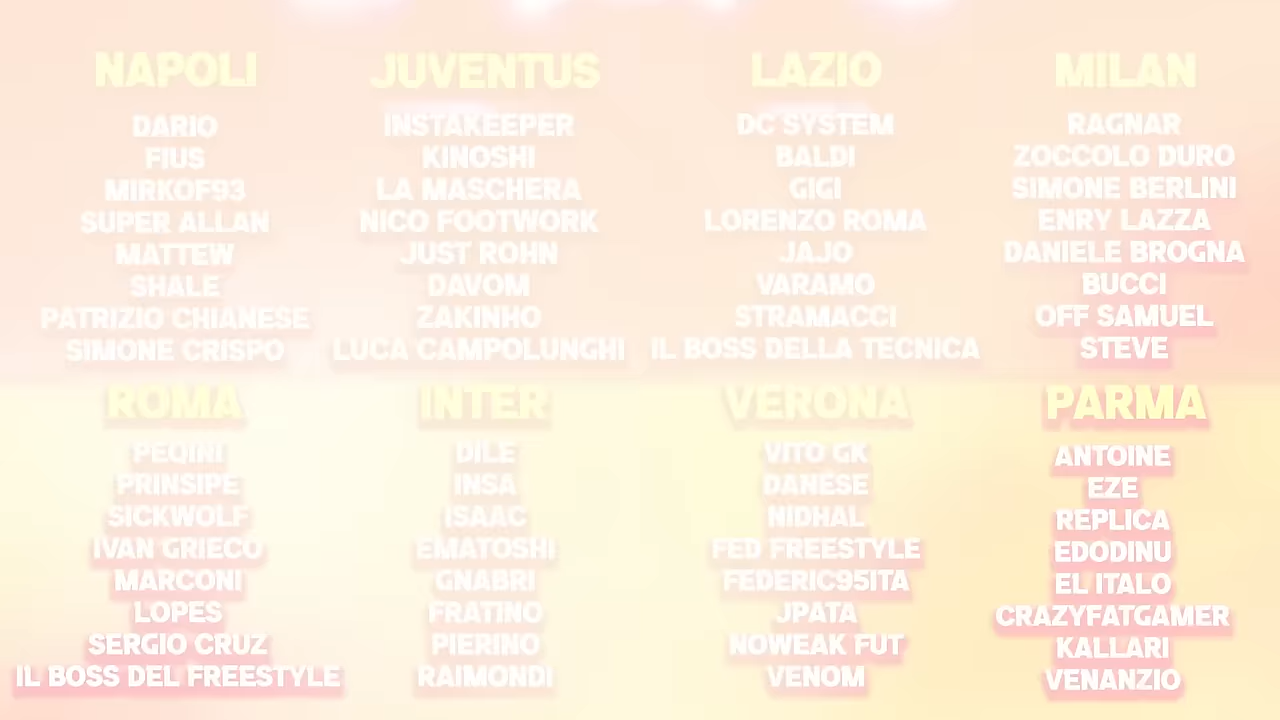 NAPOLI
DARIO
FIUS
MIRKOF93
SUPER ALLAN
MATTEW
SHALE
PATRIZIO CHIANESE
SIMONE CRISPO
JUVENTUS
INSTAKEEPER
KINOSHI
LA MASCHERA
NICO FOOTWORK
JUST ROHN
DAVOM
ZAKINHO
LUCA CAMPOLUNGHI
LAZIO
DC SYSTEM
BALDI
GIGI
LORENZO ROMA
JAJO
VARAMO
STRAMACCI
IL BOSS DELLA TECNICA
MILAN
RAGNAR
ZOCCOLO DURO
SIMONE BERLINI
ENRY LAZZA
DANIELE BROGNA
BUCCI
OFF SAMUEL
STEVE
ROMA
PEQINI
PRINSIPE
SICKWOLF
IVAN GRIECO
MARCONI
LOPES
SERGIO CRUZ
IL BOSS DEL FREESTYLE
INTER
DILE
INSA
ISAAC
EMATOSHI
GNABRI
FRATINO
PIERINO
RAIMONDI
VERONA
VITO GK
DANESE
NIDHAL
FED FREESTYLE
FEDERIC95ITA
JPATA
NOWEAK FUT
VENOM
PARMA
ANTOINE
EZE
REPLICA
EDODINU
EL ITALO
CRAZYFATGAMER
KALLARI
VENANZIO